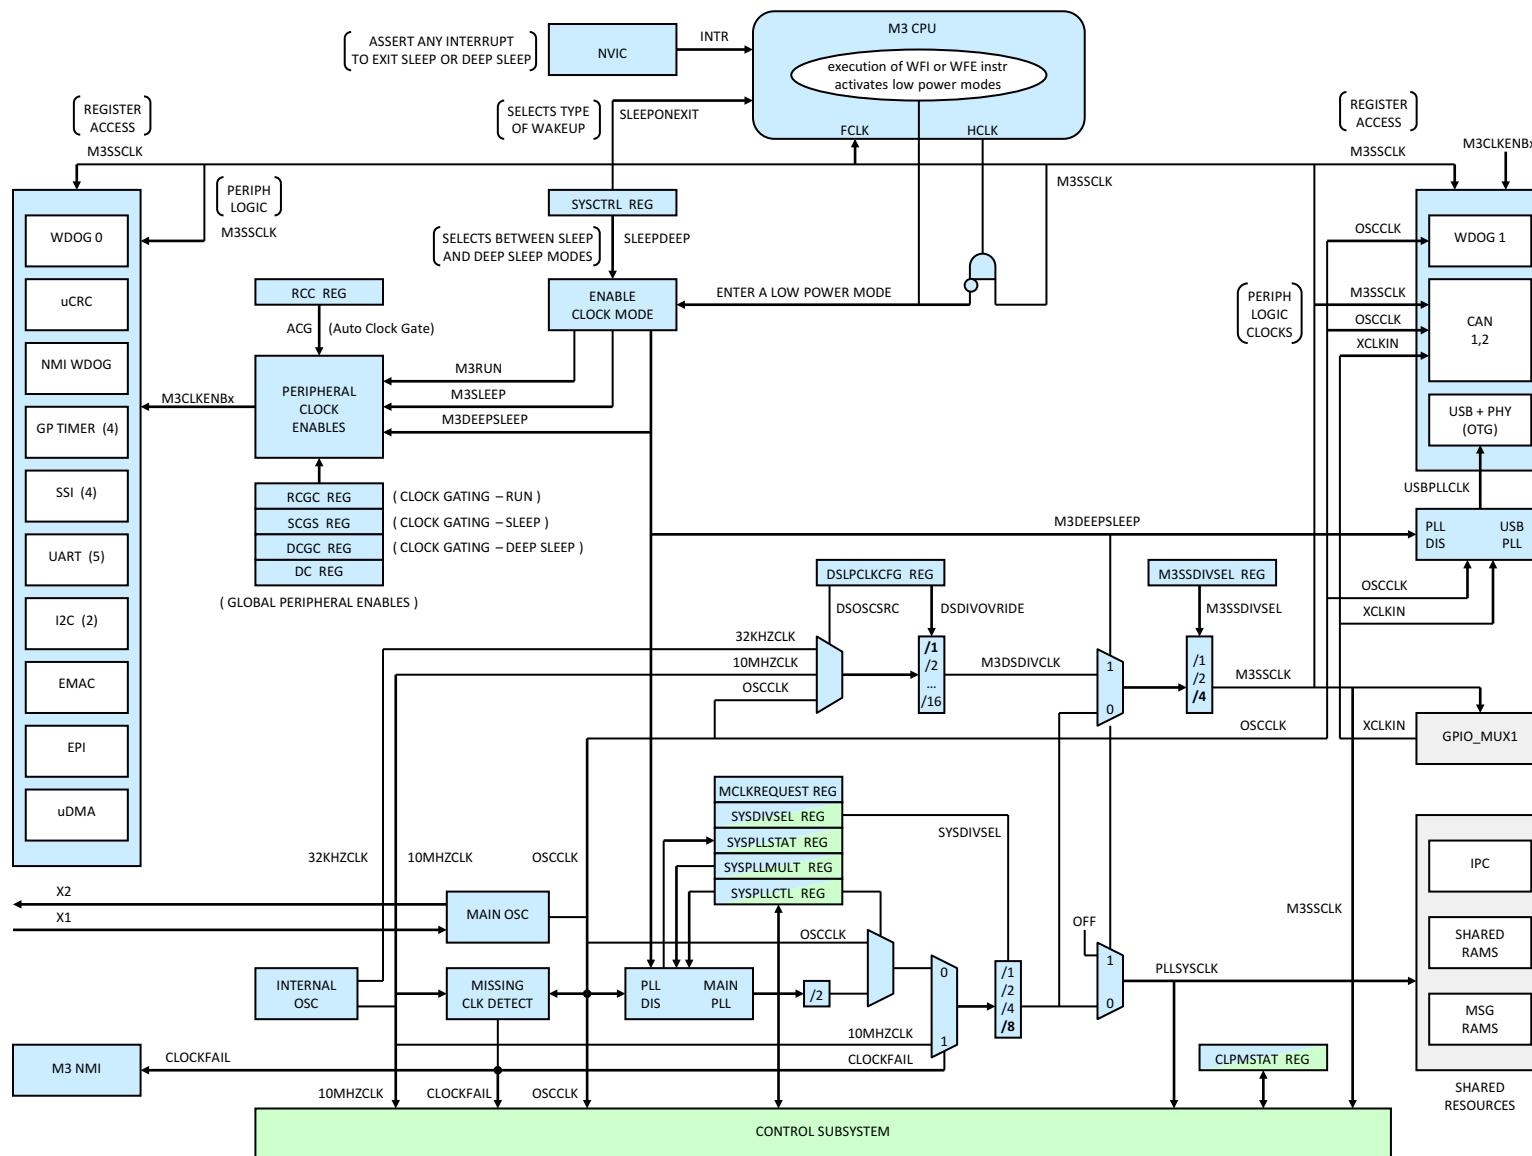 M3 CPU
ASSERT ANY INTERRUPT
TO EXIT SLEEP OR DEEP SLEEP
NVIC
INTR
execution of WFI or WFE instr
activates low power modes
SELECTS TYPE
OF WAKEUP
SLEEPONEXIT
FCLK
HCLK
REGISTER
ACCESS
M3SSCLK
REGISTER
ACCESS
M3SSCLK
M3CLKENBx
M3SSCLK
PERIPH
LOGIC
M3SSCLK
SYSCTRL REG
SELECTS BETWEEN SLEEP
AND DEEP SLEEP MODES
SLEEPDEEP
WDOG 0
uCRC
NMI WDOG
GP TIMER (4)
SSI (4)
UART (5)
I2C (2)
EMAC
EPI
uDMA
RCC REG
ACG
(Auto Clock Gate)
ENABLE
CLOCK MODE
ENTER A LOW POWER MODE
M3RUN
M3SLEEP
M3DEEPSLEEP
PERIPHERAL
CLOCK
ENABLES
M3CLKENBx
RCGC REG
( CLOCK GATING – RUN )
SCGS REG
( CLOCK GATING – SLEEP )
DCGC REG
( CLOCK GATING – DEEP SLEEP )
DC REG
( GLOBAL PERIPHERAL ENABLES )
OSCCLK
WDOG 1
PERIPH
LOGIC
CLOCKS
M3SSCLK
OSCCLK
XCLKIN
CAN
1,2
USB + PHY
(OTG)
USBPLLCLK
M3DEEPSLEEP
PLL
DIS
USB
PLL
OSCCLK
XCLKIN
DSLPCLKCFG REG
DSOSCSRC
DSDIVOVRIDE
M3SSDIVSEL REG
M3SSDIVSEL
32KHZCLK
10MHZCLK
OSCCLK
/1
/2
...
/16
M3DSDIVCLK
1
0
/1
/2
/4
M3SSCLK
OSCCLK
XCLKIN
GPIO_MUX1
MCLKREQUEST REG
SYSDIVSEL REG
SYSPLLSTAT REG
SYSPLLMULT REG
SYSPLLCTL REG
SYSDIVSEL
32KHZCLK
10MHZCLK
OSCCLK
X2
X1
MAIN OSC
OSCCLK
OFF
M3SSCLK
IPC
SHARED
RAMS
MSG
RAMS
SHARED
RESOURCES
INTERNAL
OSC
MISSING
CLK DETECT
PLL
DIS
MAIN
PLL
/2
0
1
/1
/2
/4
/8
1
0
PLLSYSCLK
10MHZCLK
CLOCKFAIL
M3 NMI
CLOCKFAIL
CLPMSTAT REG
10MHZCLK
CLOCKFAIL
OSCCLK
CONTROL SUBSYSTEM